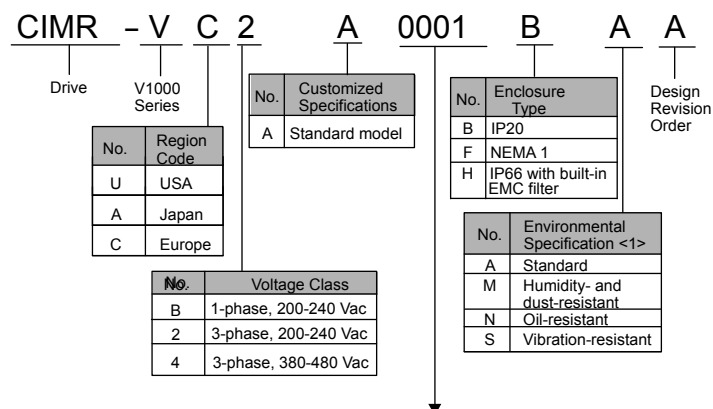 CIMR – V C 2 A 0001 B A A
Drive
V1000
Series
Design
Revision
Order
No. Customized
Specifications
A Standard model
No. Enclosure
Type
B IP20
F NEMA 1
H IP66 with built-in
EMC filter
No. Region
Code
U USA
A Japan
C Europe
No. Environmental
Specification <1>
A Standard
M Humidity- and
dust-resistant
N Oil-resistant
S Vibration-resistant
No. Voltage Class
B 1-phase, 200-240 Vac
2 3-phase, 200-240 Vac
4 3-phase, 380-480 Vac